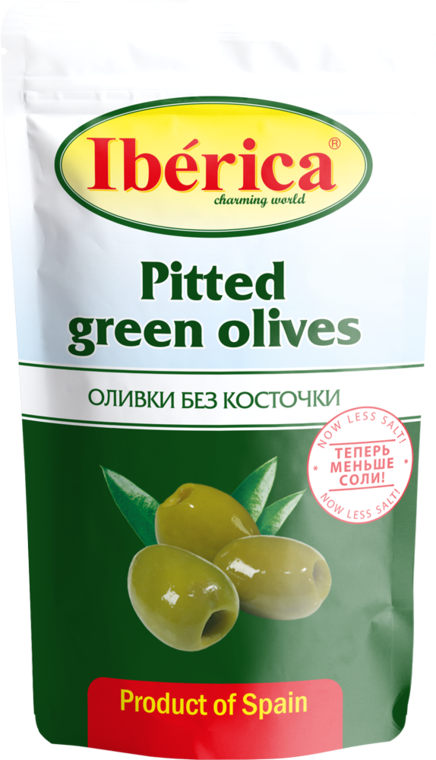 Ibérica®
charming world
Pitted
green olives
ОЛИВКИ БЕЗ КОСТОЧКИ
NOW LESS SALT!
ТЕПЕРЬ
МЕНЬШЕ
СОЛИ!
NOW LESS SALT!
Product of Spain